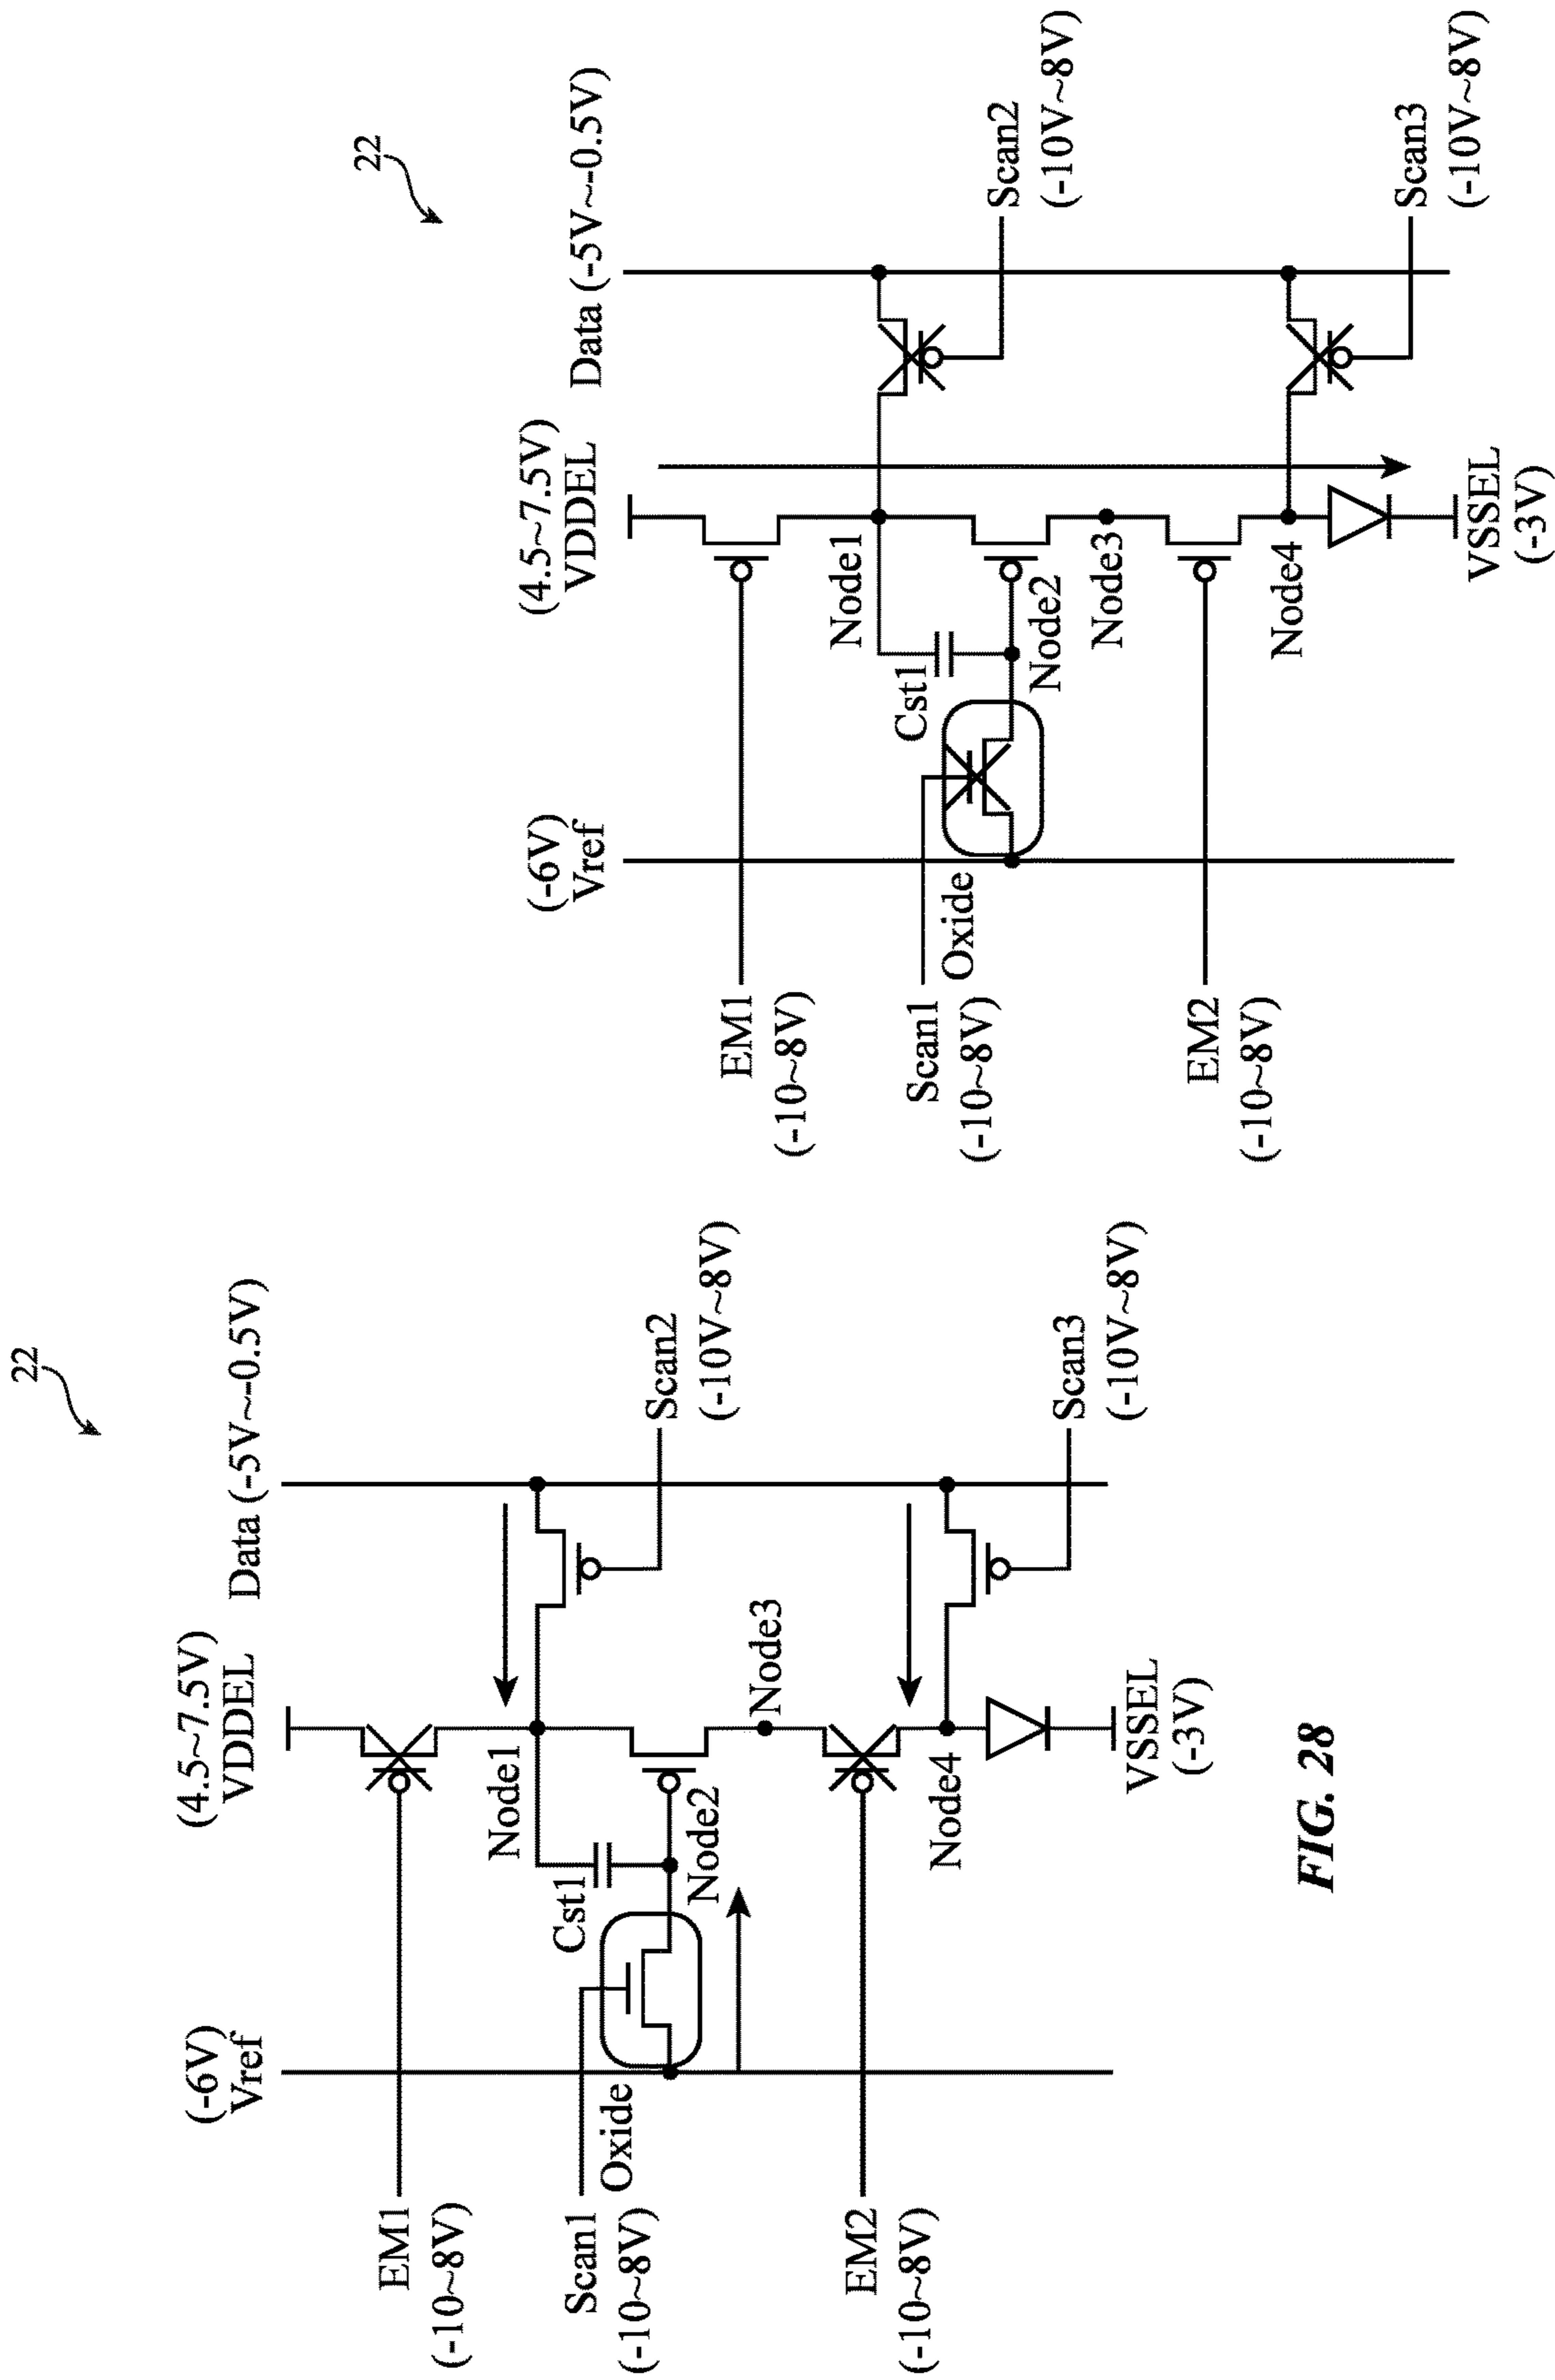 22
(4.5~7.5V)
VDDEL
Data (-5V~-0.5V)
(-6V)
Vref
EM1
(-10~8V)
Node1
Cst1
Scan1
(-10~8V)
Oxide
Node2
Scan2
(-10V~8V)
Node3
EM2
(-10~8V)
Node4
Scan3
(-10V~8V)
VSSEL
(-3V)
22
(4.5~7.5V)
VDDEL
Data (-5V~-0.5V)
(-6V)
Vref
EM1
(-10~8V)
Node1
Cst1
Scan1
(-10~8V)
Oxide
Node2
Scan2
(-10V~8V)
Node3
EM2
(-10~8V)
Node4
Scan3
(-10V~8V)
VSSEL
(-3V)
FIG. 28